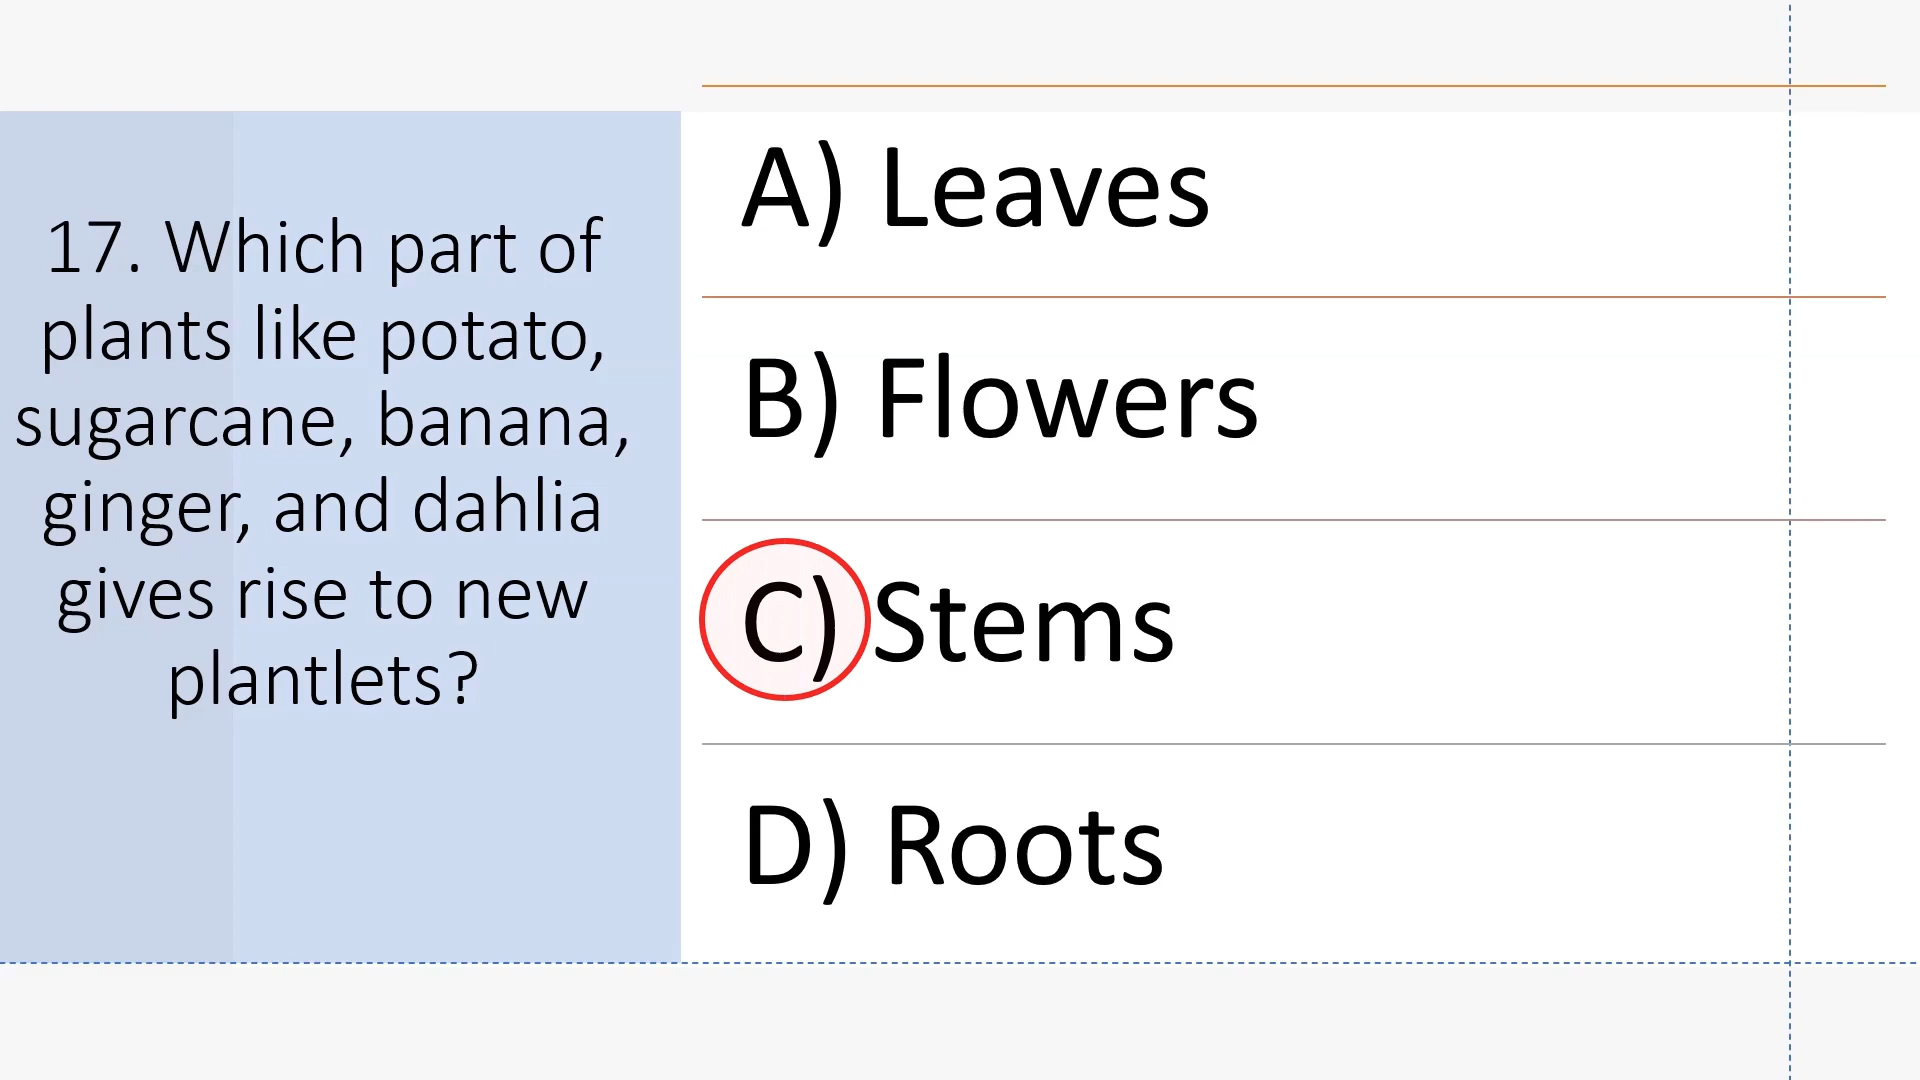 17. Which part of
plants like potato,
sugarcane, banana,
ginger, and dahlia
gives rise to new
plantlets?
A) Leaves
B) Flowers
C) Stems
D) Roots